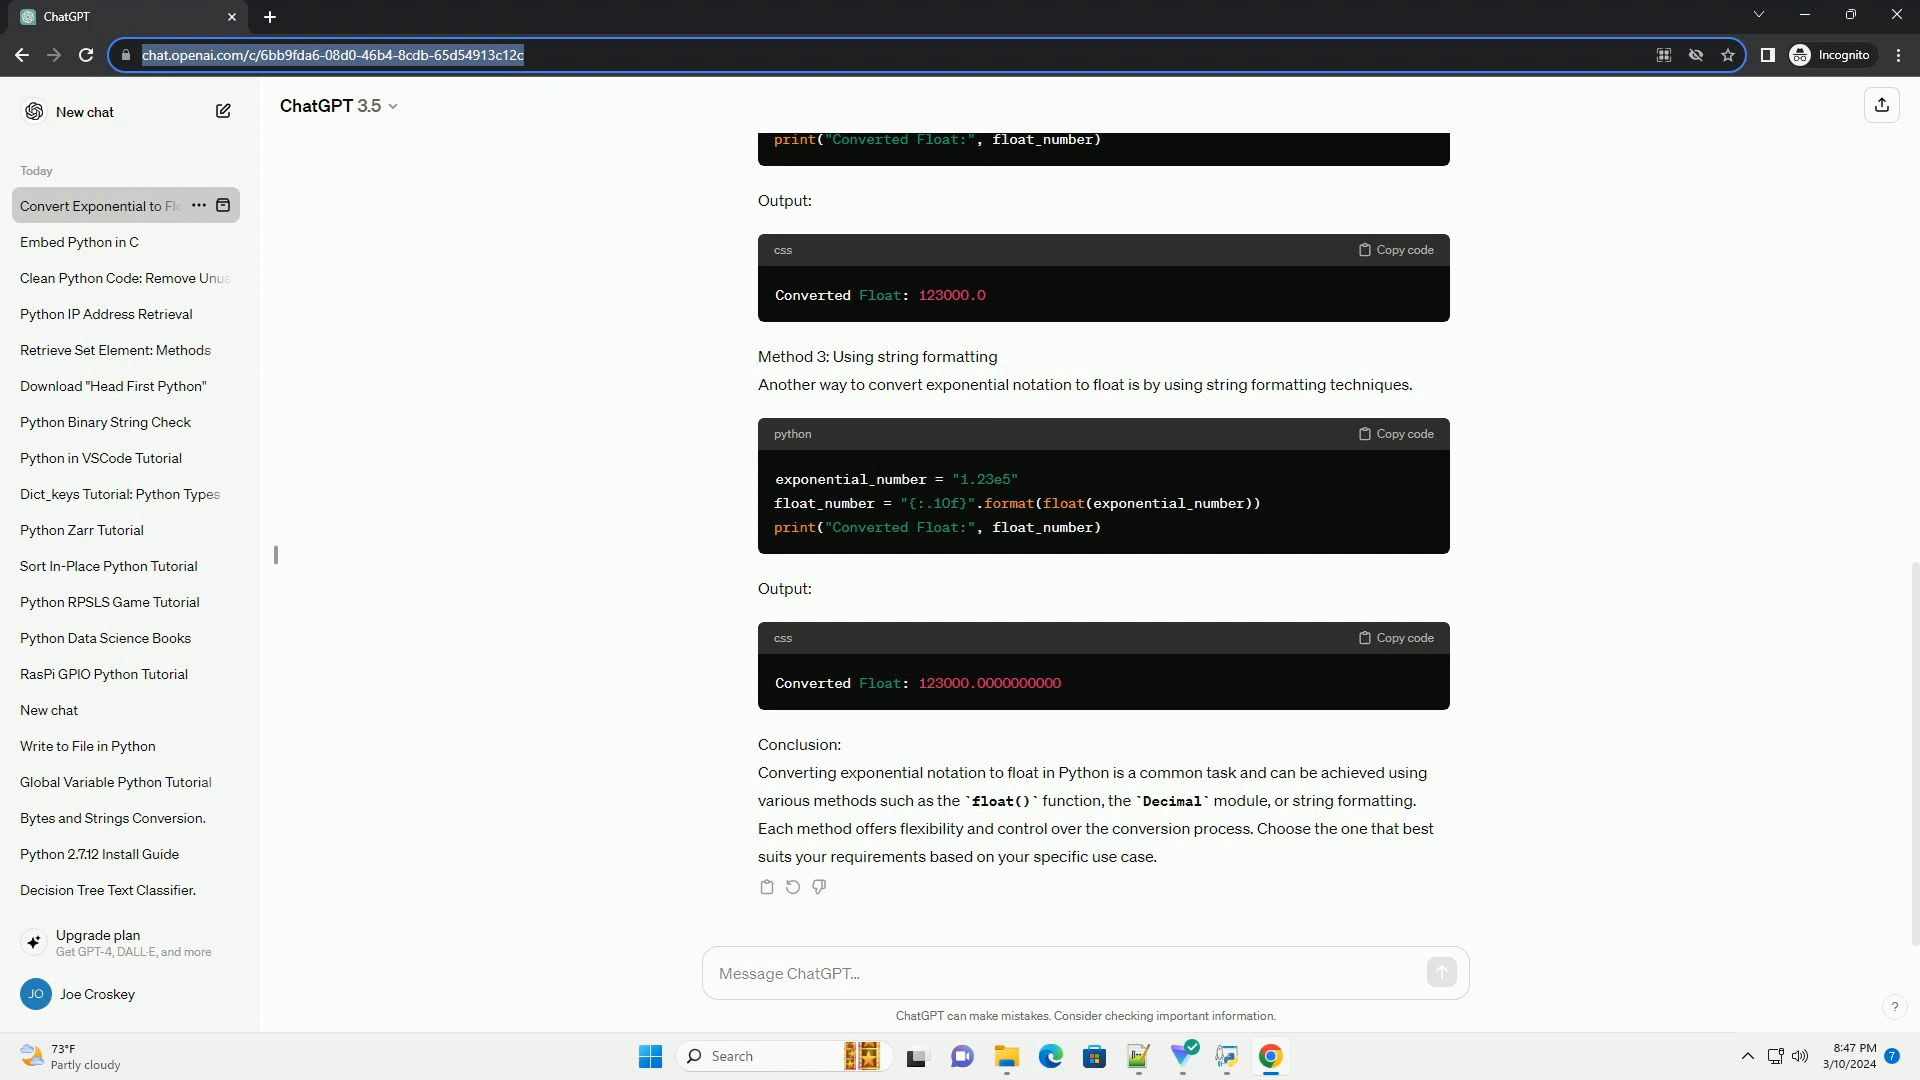 ChatGPT
chat.openai.com/c/6bb9fda6-08d0-46b4-8cdb-65d54913c12c
Incognito
New chat
ChatGPT 3.5
Today
Convert Exponential to Flo
Embed Python in C
Clean Python Code: Remove Unus
Python IP Address Retrieval
Retrieve Set Element: Methods
Download "Head First Python"
Python Binary String Check
Python in VSCode Tutorial
Dict_keys Tutorial: Python Types
Python Zarr Tutorial
Sort In-Place Python Tutorial
Python RPSLS Game Tutorial
Python Data Science Books
RasPi GPIO Python Tutorial
New chat
Write to File in Python
Global Variable Python Tutorial
Bytes and Strings Conversion.
Python 2.7.12 Install Guide
Decision Tree Text Classifier.
Upgrade plan
Get GPT-4, DALL·E, and more
JO
Joe Croskey
print("Converted Float:", float_number)
Output:
css
Copy code
Converted Float: 123000.0
Method 3: Using string formatting
Another way to convert exponential notation to float is by using string formatting techniques.
python
Copy code
exponential_number = "1.23e5"
float_number = "{:.10f}".format(float(exponential_number))
print("Converted Float:", float_number)
Output:
css
Copy code
Converted Float: 123000.0000000000
Conclusion:
Converting exponential notation to float in Python is a common task and can be achieved using
various methods such as the `float()` function, the `Decimal` module, or string formatting.
Each method offers flexibility and control over the conversion process. Choose the one that best
suits your requirements based on your specific use case.
Message ChatGPT...
ChatGPT can make mistakes. Consider checking important information.
?
73°F
Partly cloudy
Search
8:47 PM
3/10/2024
7